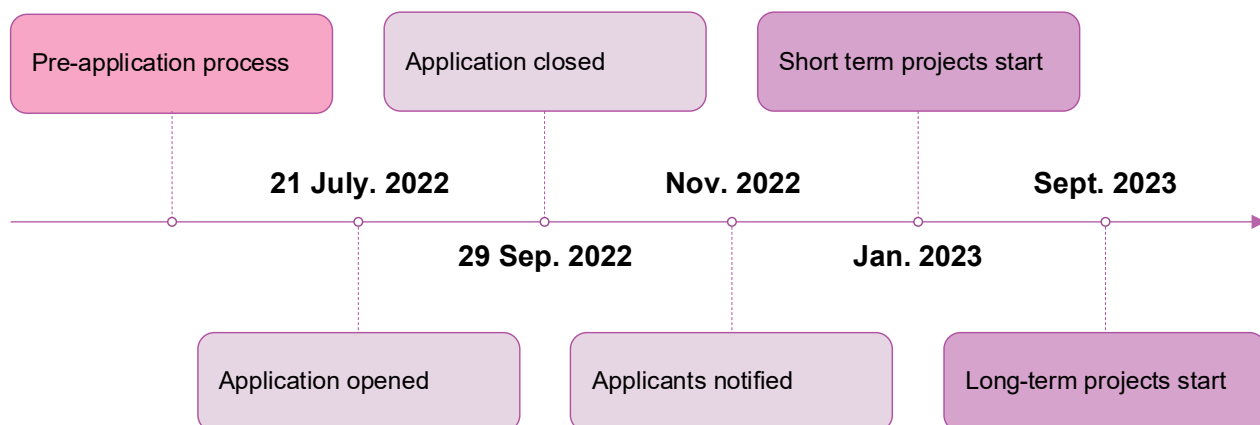 Pre-application process
Application closed
Short term projects start
21 July. 2022
Nov. 2022
Sept. 2023
29 Sep. 2022
Jan. 2023
Application opened
Applicants notified
Long-term projects start